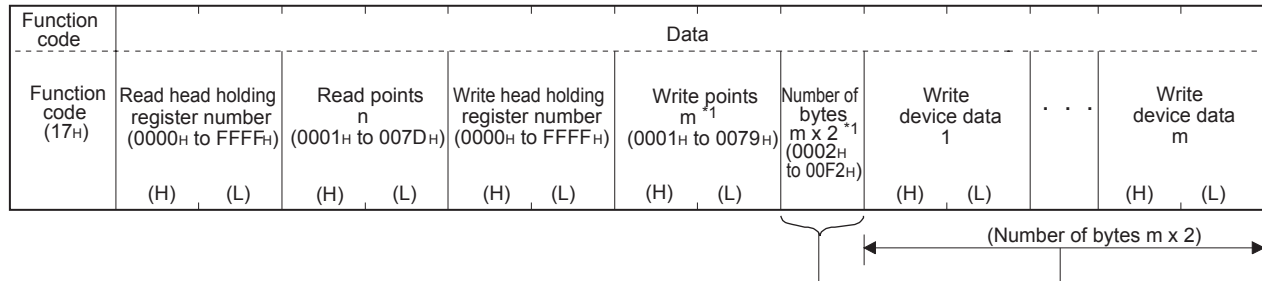 Function
code
Data
Function
code
(17H)
Read head holding
register number
(0000H to FFFFH)
(H) (L)
Read points
n
(0001H to 007DH)
(H) (L)
Write head holding
register number
(0000H to FFFFH)
(H) (L)
Write points
m *1
(0001H to 0079H)
(H) (L)
Number of
bytes
m x 2 *1
(0002H
to 00F2H)
Write
device data
1
(H) (L)
· · ·
Write
device data
m
(H) (L)
(Number of bytes m x 2)